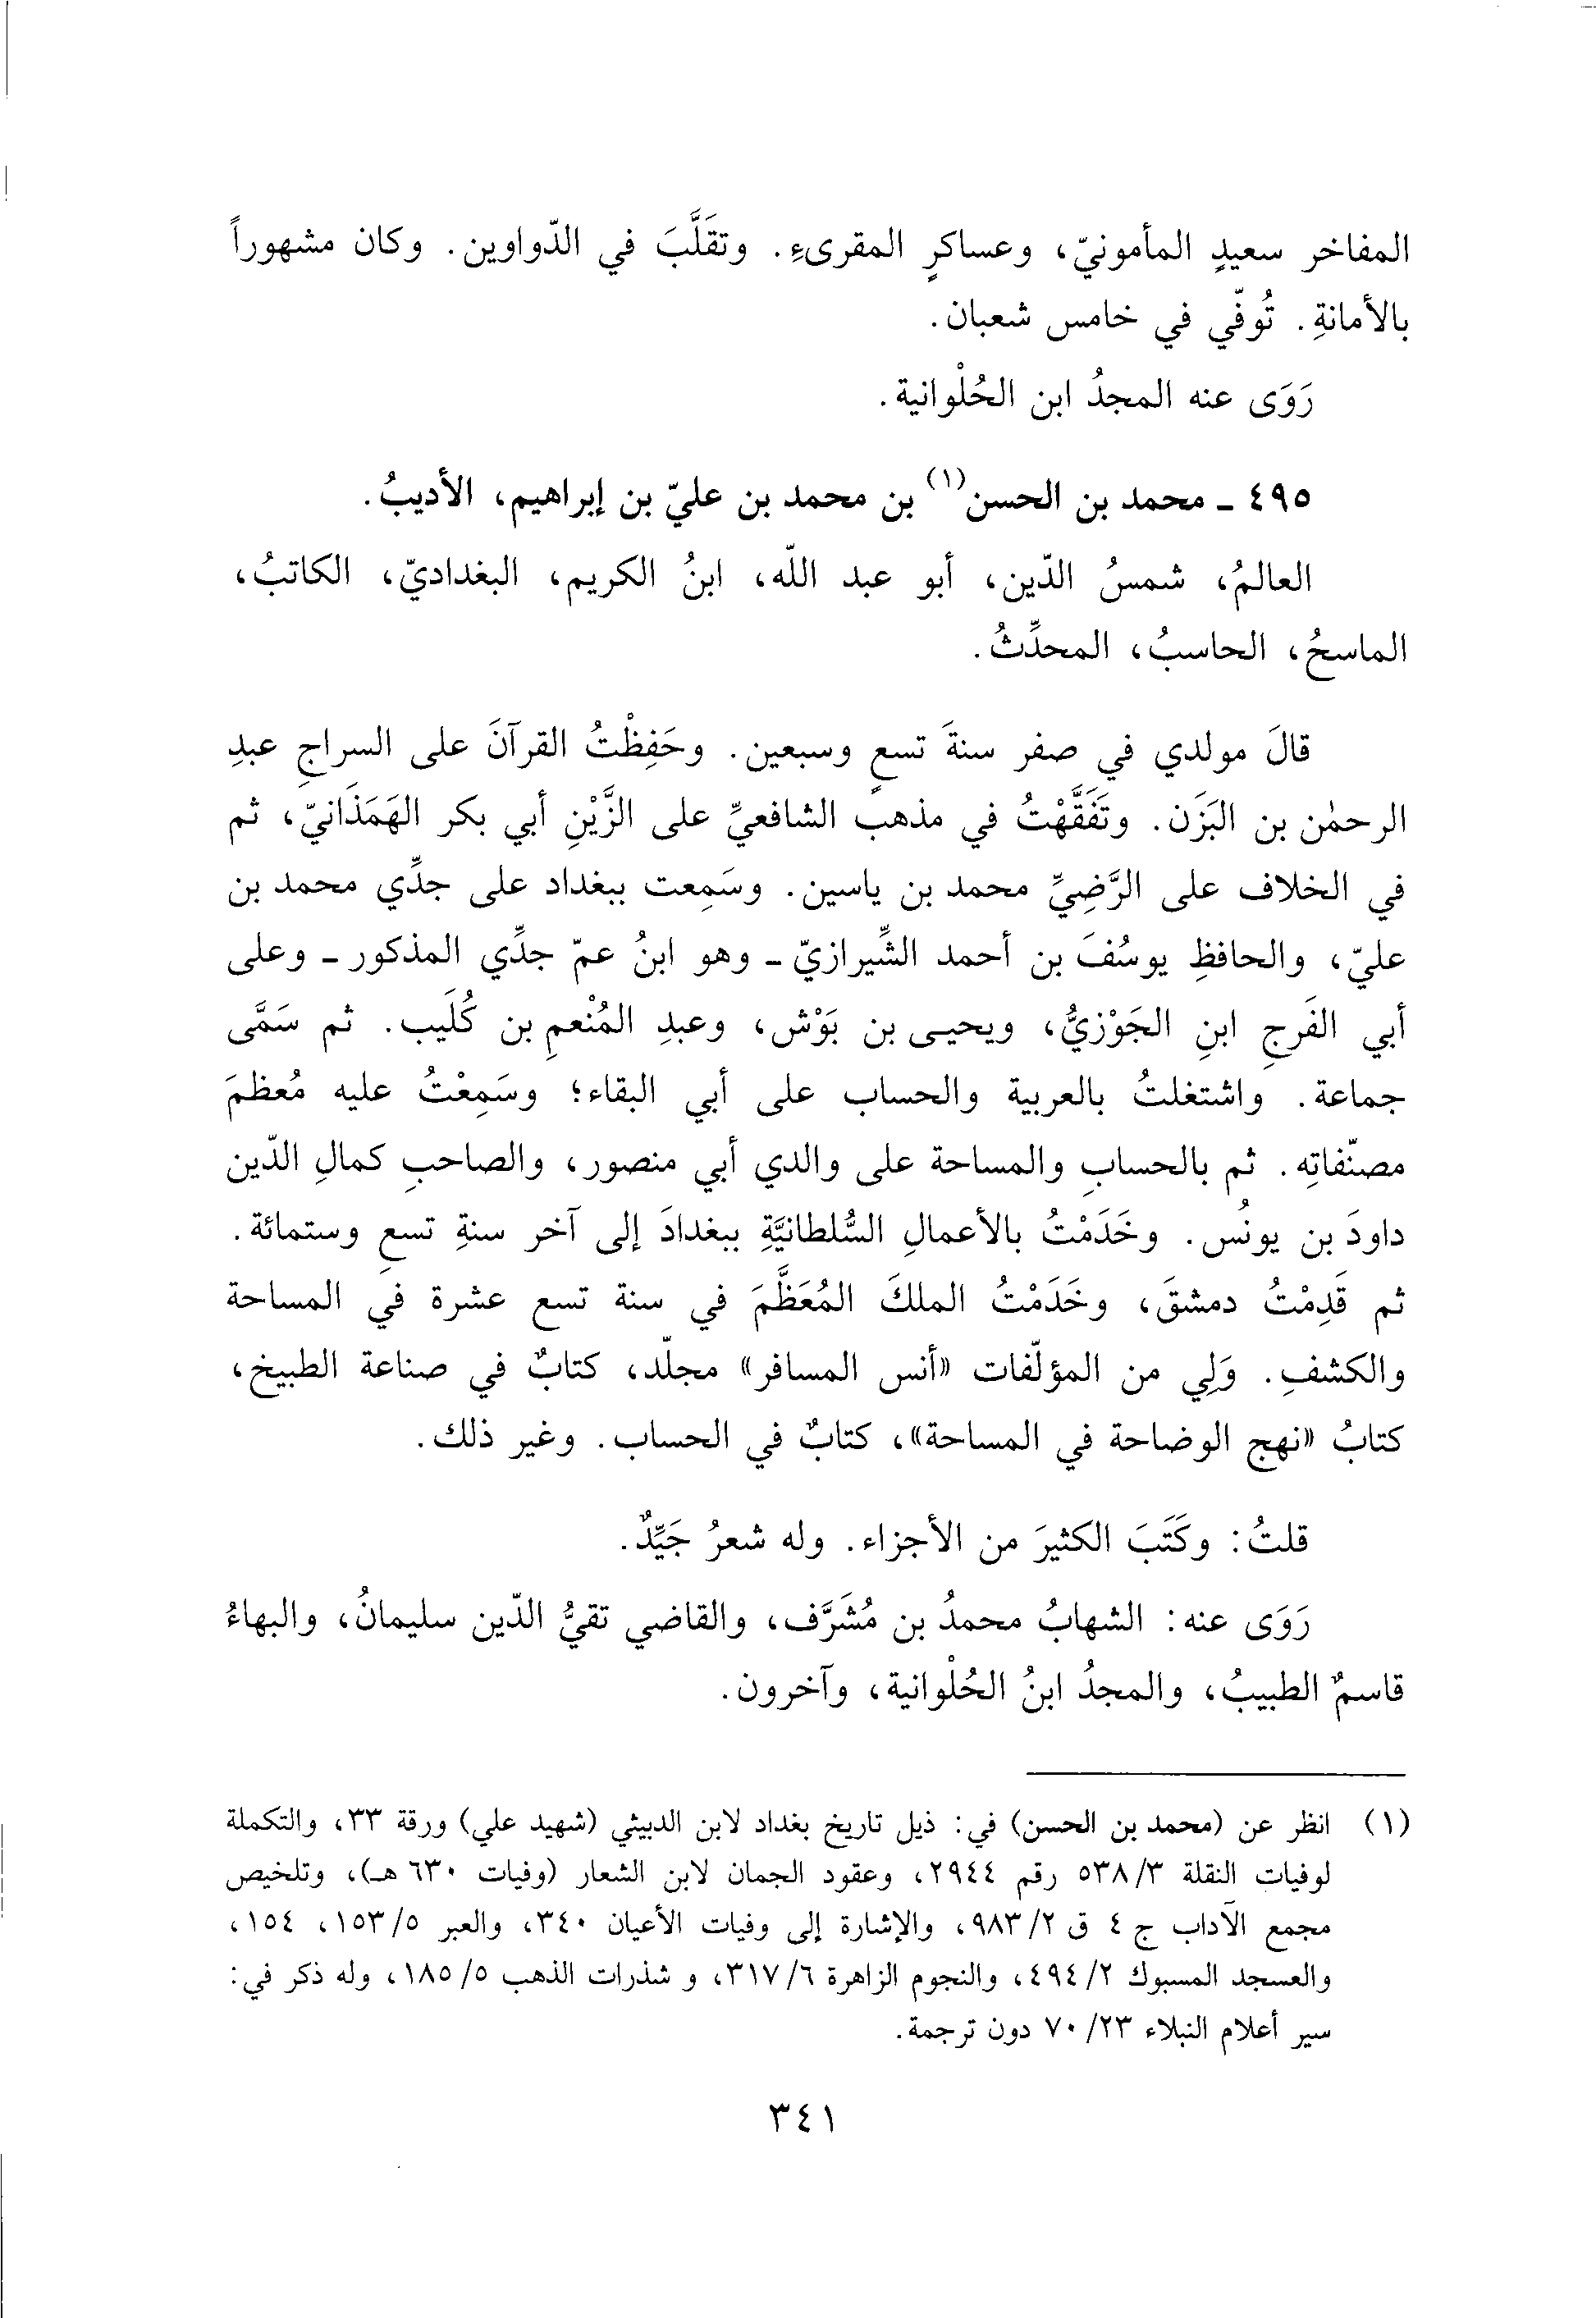 المفاخر سعيدٍ المأمونيّ، وعساكرٍ المقرىءِ. وتقَلَّبَ في الدّواوين. وكان مشهوراً
بالأمانةِ. تُوفّي في خامس شعبان.
رَوَى عنه المجدُ ابن الحُلْوانية.
٤٩٥ ـ محمد بن الحسن(١) بن محمد بن عليّ بن إبراهيم، الأديبُ.
العالمُ، شمسُ الدّين، أبو عبد اللّه، ابنُ الكريم، البغداديّ، الكاتبُ،
الماسحُ، الحاسبُ، المحدِّثُ.
قالَ مولدي في صفر سنةَ تسعٍ وسبعين. وحَفِظْتُ القرآنَ على السراجِ عبدِ
الرحمٰن بن البَزَن. وتَفَقَّهْتُ في مذهب الشافعيِّ على الزَّيْنِ أبي بكر الهَمَذَانيّ، ثم
في الخلاف على الرَّضِيِّ محمد بن ياسين. وسَمِعت ببغداد على جدِّي محمد بن
عليّ، والحافظِ يوسُفَ بن أحمد الشِّيرازيّ ـ وهو ابنُ عمّ جدِّي المذكور ـ وعلى
أبي الفَرجِ ابنِ الجَوْزيُّ، ويحيـى بن بَوْش، وعبدِ المُنْعمِ بن كُلَيب. ثم سَمَّى
جماعة. واشتغلتُ بالعربية والحساب على أبي البقاء؛ وسَمِعْتُ عليه مُعظمَ
مصنّفاتِه. ثم بالحسابِ والمساحة على والدي أبي منصور، والصاحبِ كمالِ الدّين
داودَ بن يونُس. وخَدَمْتُ بالأعمالِ السُّلطانيَّةِ ببغدادَ إلى آخر سنةِ تسعٍ وستمائة.
ثم قَدِمْتُ دمشقَ، وخَدَمْتُ الملكَ المُعَظَّمَ في سنة تسع عشرة في المساحة
والكشفِ. وَلِي من المؤلّفات «أنس المسافر» مجلّد، كتابٌ في صناعة الطبيخ،
كتابُ «نهج الوضاحة في المساحة»، كتابٌ في الحساب. وغير ذلك.
قلتُ: وكَتَبَ الكثيرَ من الأجزاء. وله شعرُ جَيِّدٌ.
رَوَى عنه: الشهابُ محمدُ بن مُشَرَّف، والقاضي تقيُّ الدّين سليمانُ، والبهاءُ
قاسمٌ الطبيبُ، والمجدُ ابنُ الحُلْوانية، وآخرون.
(١) انظر عن (محمد بن الحسن) في: ذيل تاريخ بغداد لابن الدبيثي (شهيد علي) ورقة ٣٣، والتكملة
لوفيات النقلة ٥٣٨/٣ رقم ٢٩٤٤، وعقود الجمان لابن الشعار (وفيات ٦٣٠ هـ)، وتلخيص
مجمع الآداب ج ٤ ق ٩٨٣/٢، والإشارة إلى وفيات الأعيان ٣٤٠، والعبر ١٥٣/٥، ١٥٤،
والعسجد المسبوك ٤٩٤/٢، والنجوم الزاهرة ٣١٧/٦، و شذرات الذهب ١٨٥/٥، وله ذكر في:
سير أعلام النبلاء ٧٠/٢٣ دون ترجمة.
٣٤١